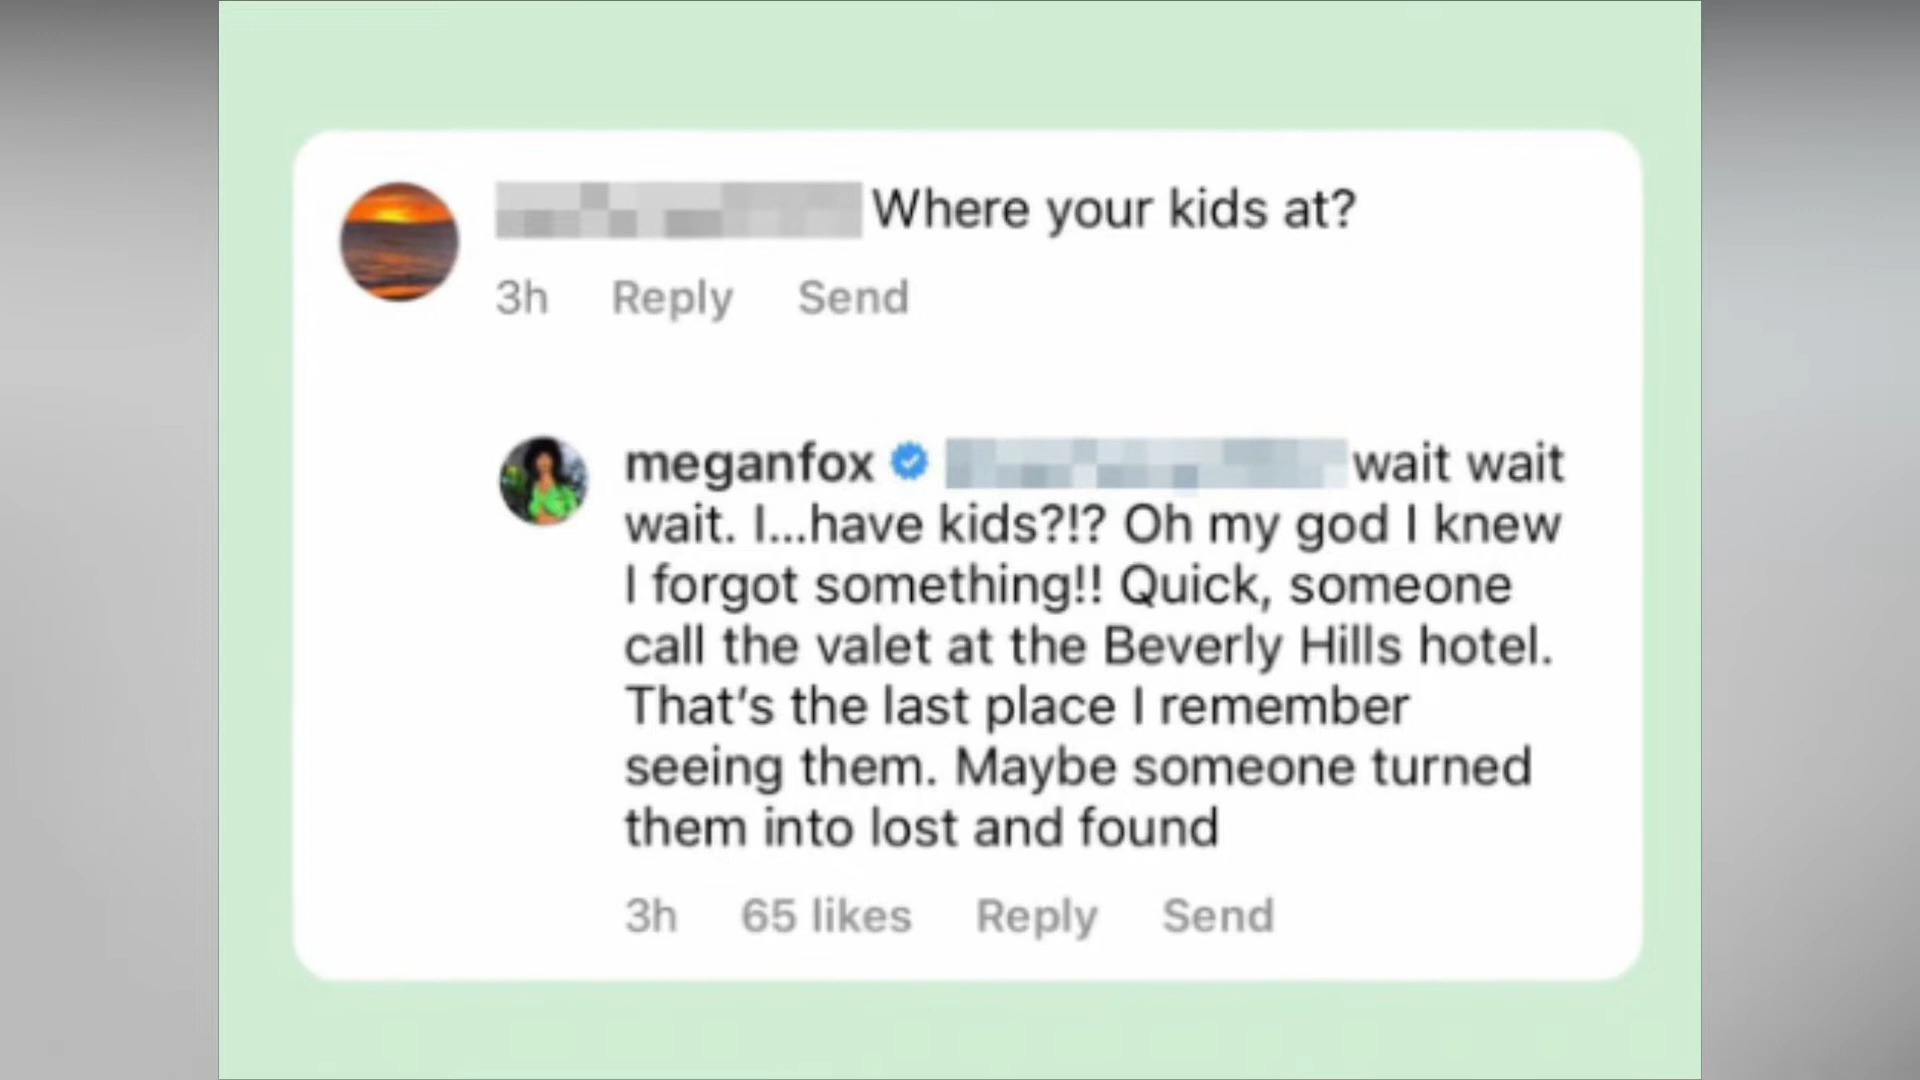 Where your kids at?
3h Reply Send
meganfox wait wait
wait. I...have kids?!? Oh my god I knew
I forgot something!! Quick, someone
call the valet at the Beverly Hills hotel.
That's the last place I remember
seeing them. Maybe someone turned
them into lost and found
3h 65 likes Reply Send